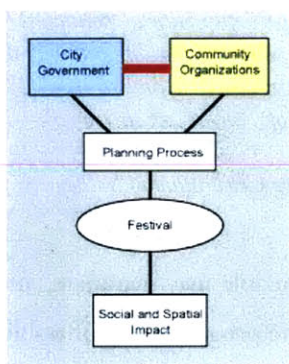 City
Government
Community
Organizations
Planning Process
Festival
Social and Spatial
Impact